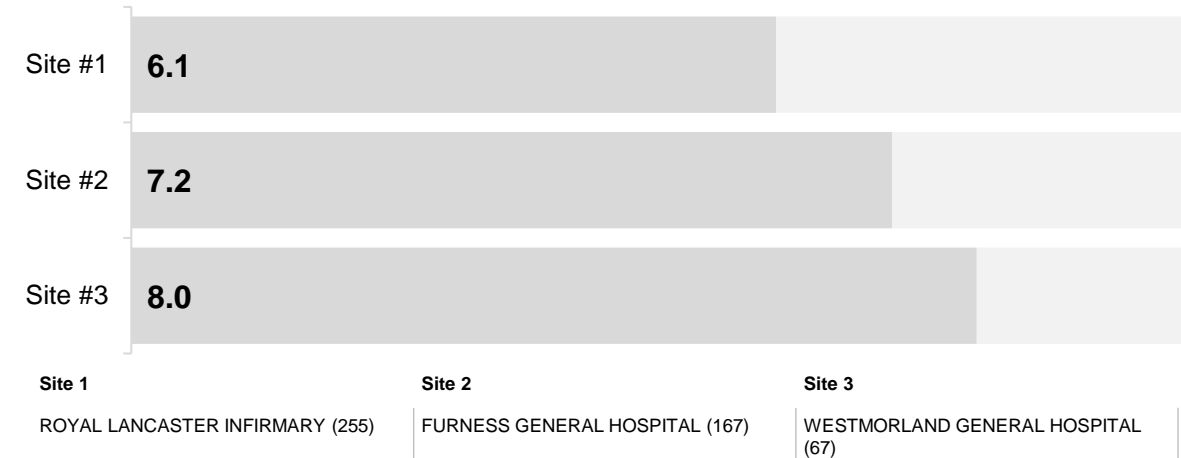 Site #1 6.1
Site #2 7.2
Site #3 8.0
Site 1 Site 2 Site 3
ROYAL LANCASTER INFIRMARY (255) FURNESS GENERAL HOSPITAL (167) WESTMORLAND GENERAL HOSPITAL
(67)